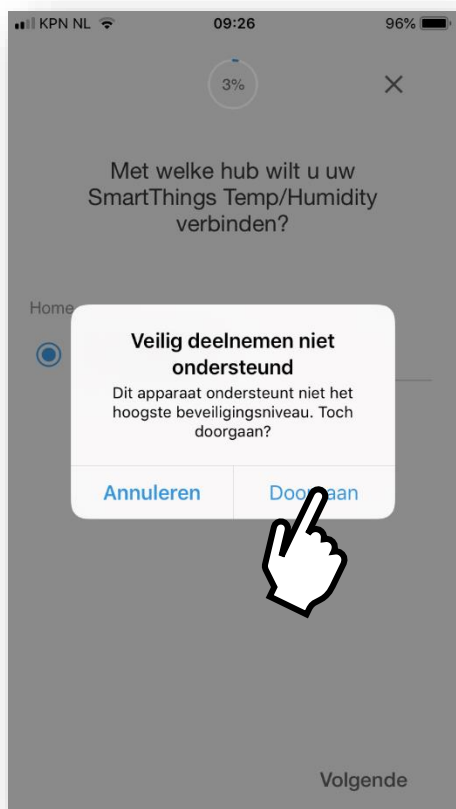 KPN NL 09:26 96%
3%
Met welke hub wilt u uw
SmartThings Temp/Humidity
verbinden?
Home
Veilig deelnemen niet
ondersteund
Dit apparaat ondersteunt niet het
hoogste beveiligingsniveau. Toch
doorgaan?
Annuleren Doorgaan
Volgende